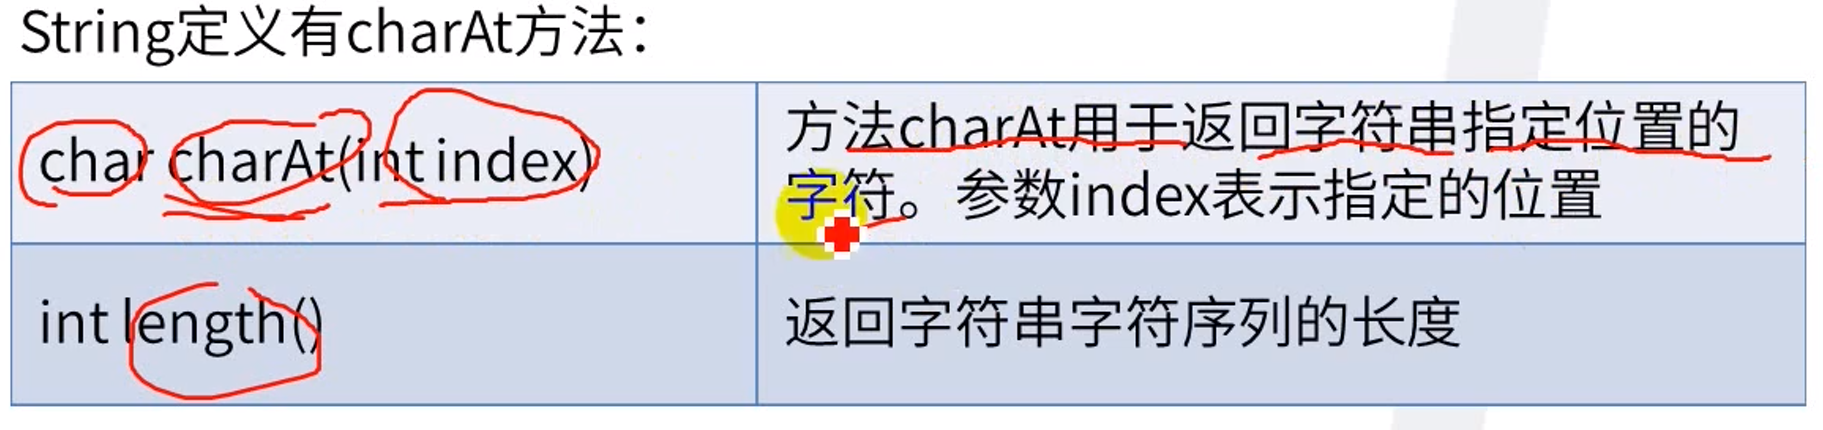 String定义有charAt方法：
char charAt(int index)
方法charAt用于返回字符串指定位置的
字符。参数index表示指定的位置
int length()
返回字符串字符序列的长度